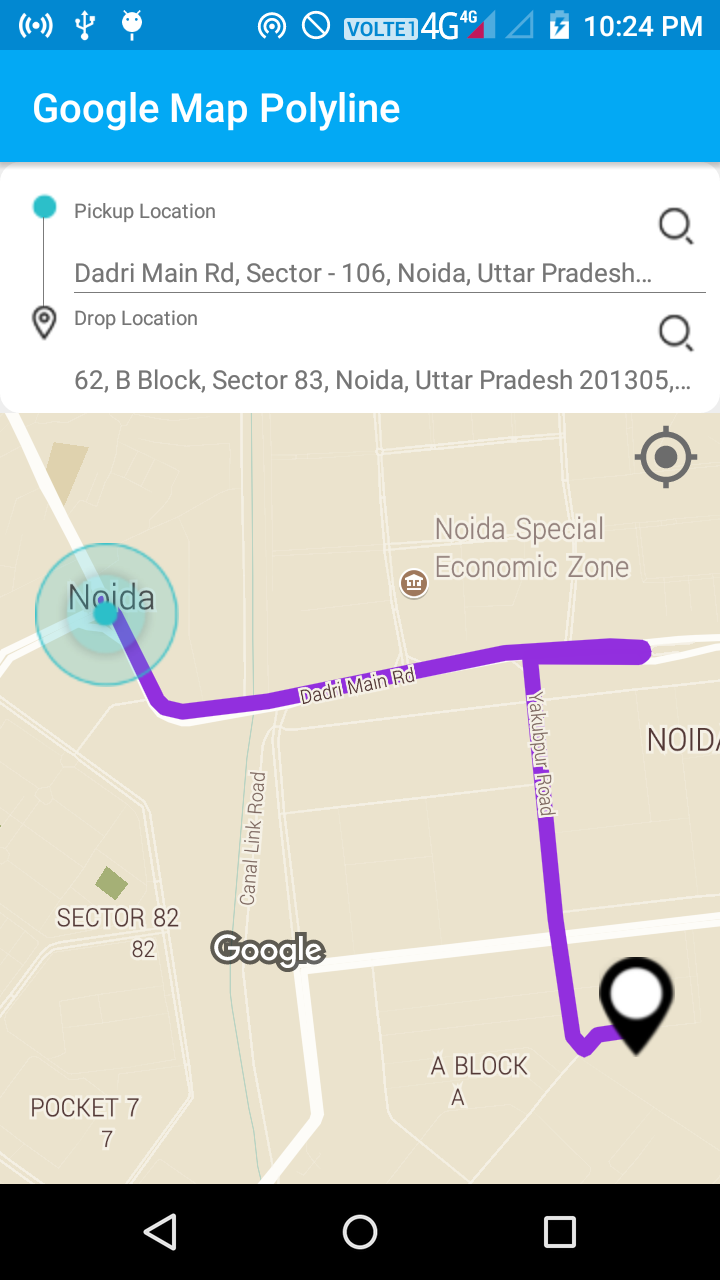 VOLTE 1 4G 4G 10:24 PM
Google Map Polyline
Pickup Location
Dadri Main Rd, Sector - 106, Noida, Uttar Pradesh...
Drop Location
62, B Block, Sector 83, Noida, Uttar Pradesh 201305,...
Noida Special
Economic Zone
Noida
Dadri Main Rd
Yakubpur Road
NOIDA
Canal Link Road
SECTOR 82
82
Google
A BLOCK
A
POCKET 7
7